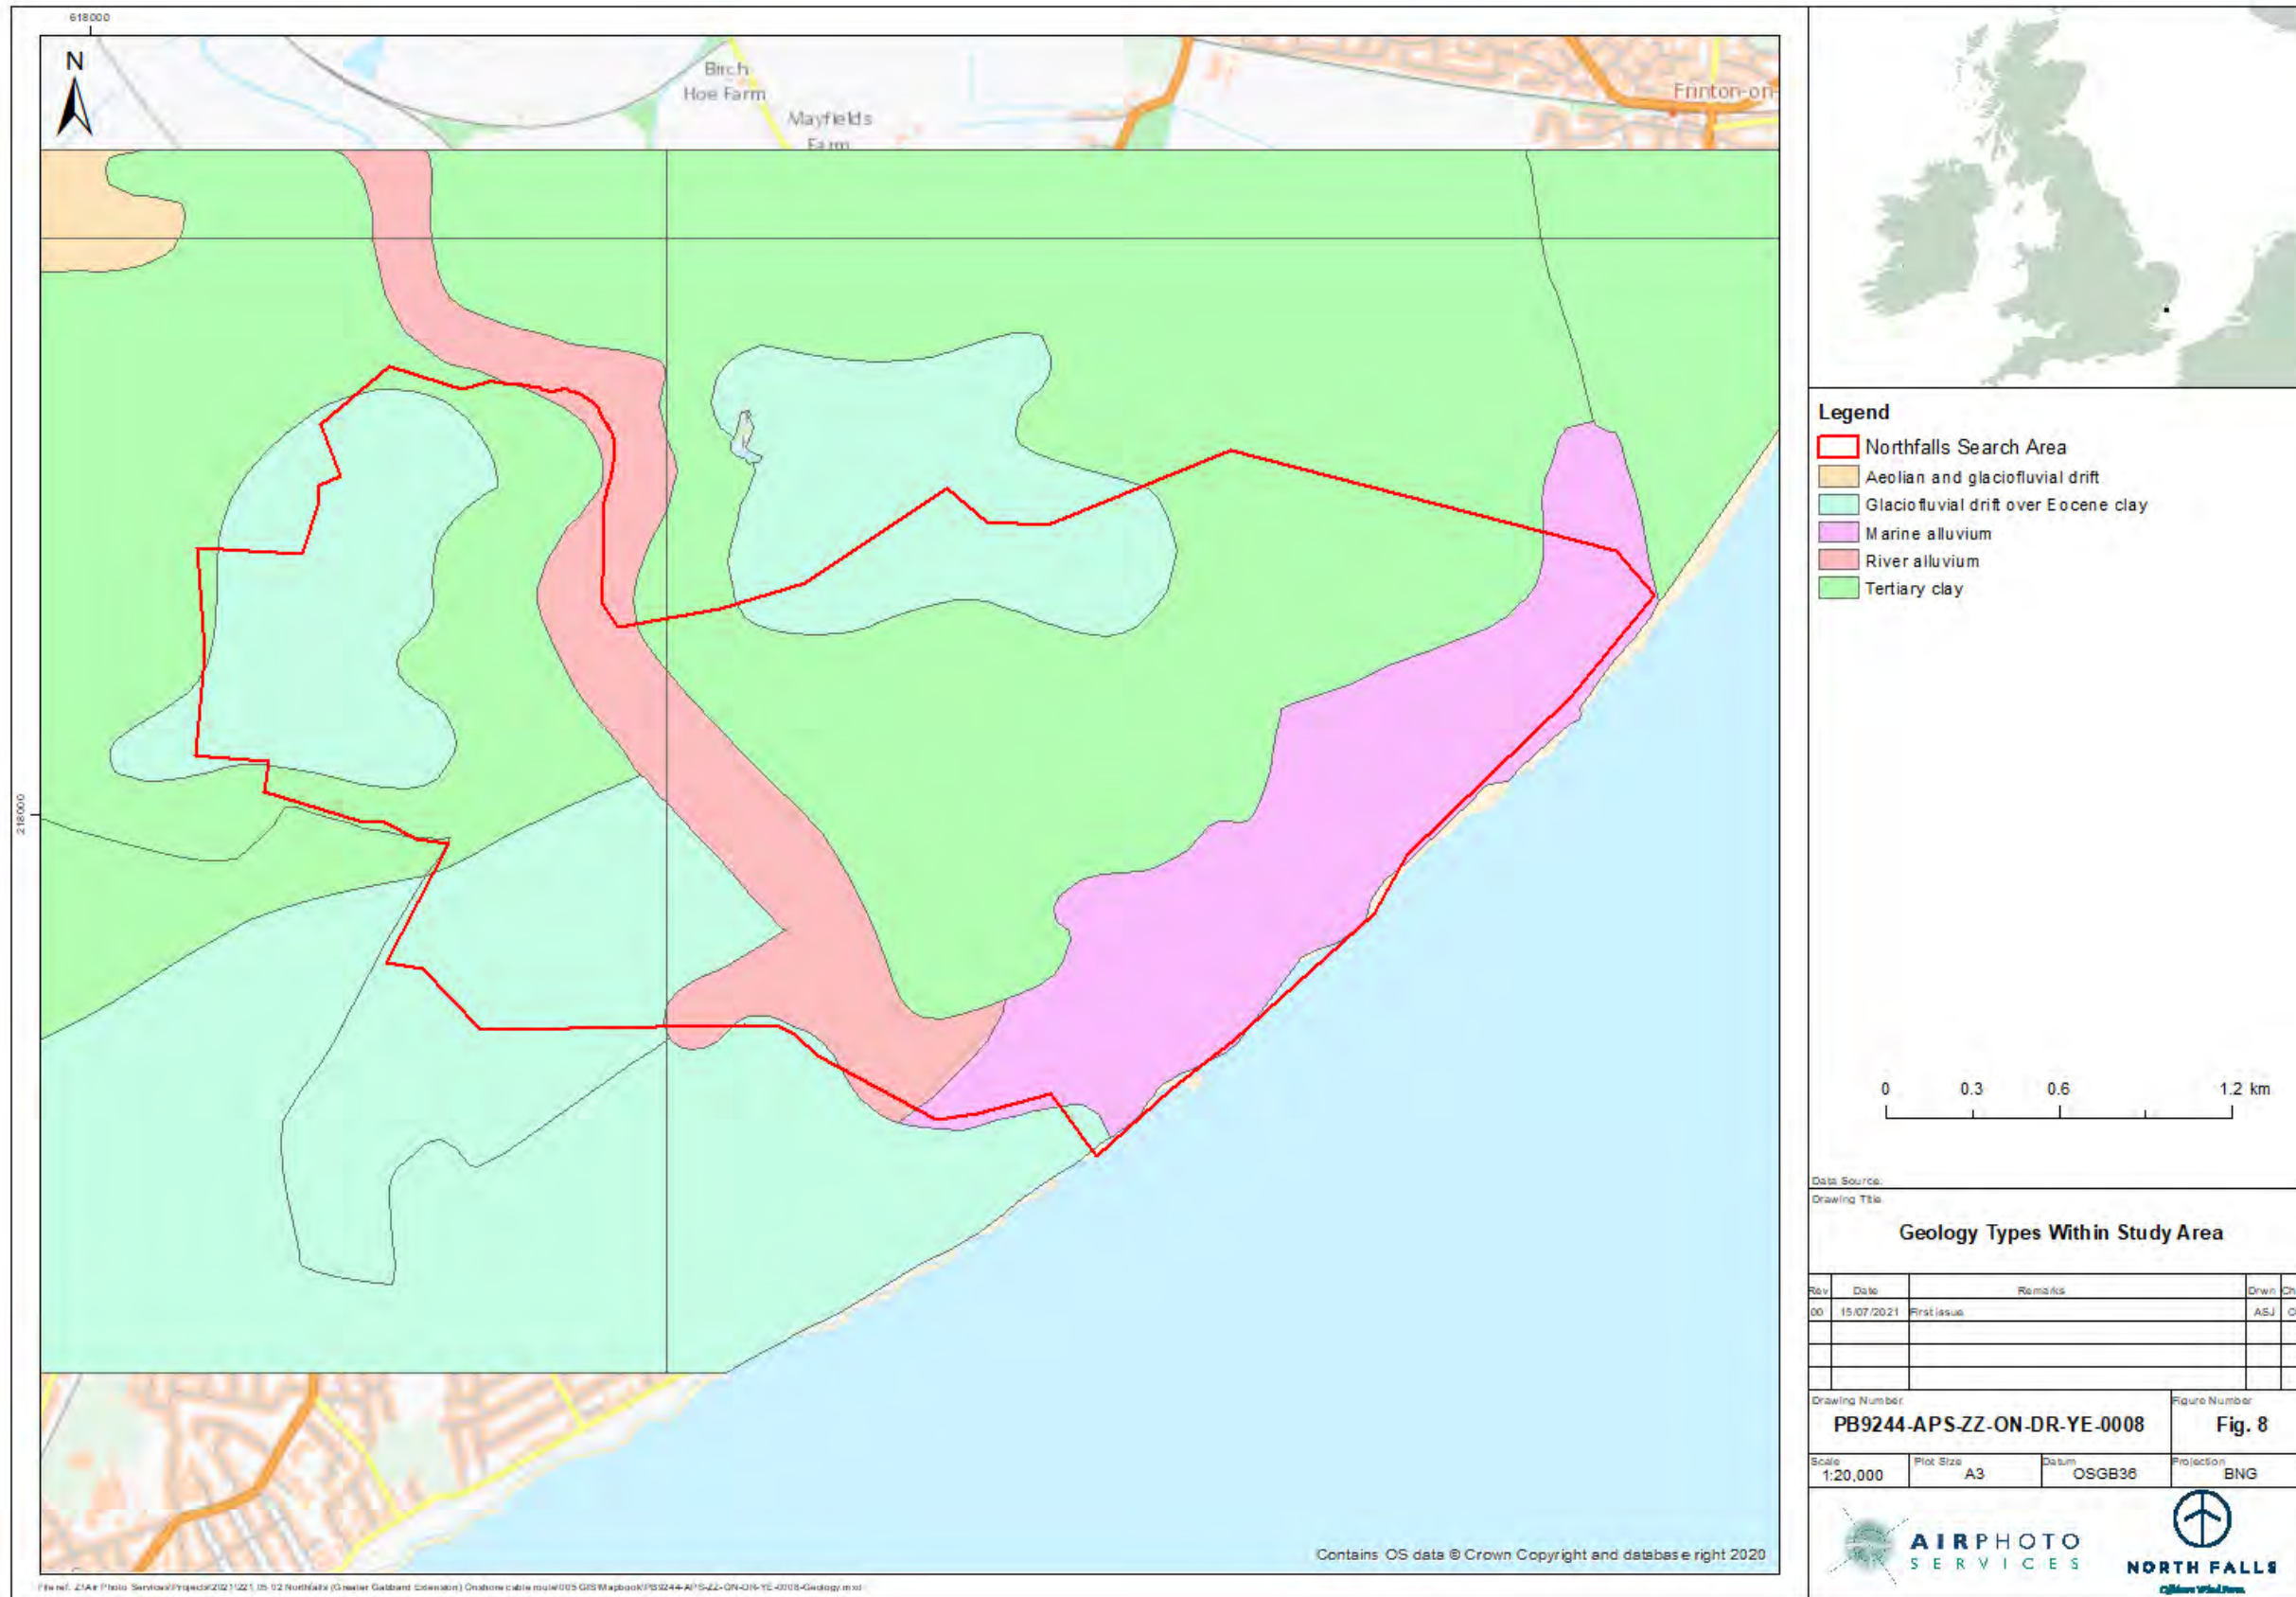 618000
N
Birch
Hoe Farm
Mayfields
Farm
Frinton-on-
218000
Contains OS data © Crown Copyright and database right 2020
Legend
Northfalls Search Area
Aeolian and glaciofluvial drift
Glaciofluvial drift over Eocene clay
Marine alluvium
River alluvium
Tertiary clay
0 0.3 0.6 1.2 km
Data Source:
Drawing Title
Geology Types Within Study Area
Rev Date Remarks Drwn
00 15/07/2021 First issue ASJ
Drawing Number Figure Number
PB9244-APS-ZZ-ON-DR-YE-0008 Fig. 8
Scale Plot Size Datum Projection
1:20,000 A3 OSGB36 BNG
AIRPHOTO
SERVICES
NORTH FALLS
Offshore Wind Farm